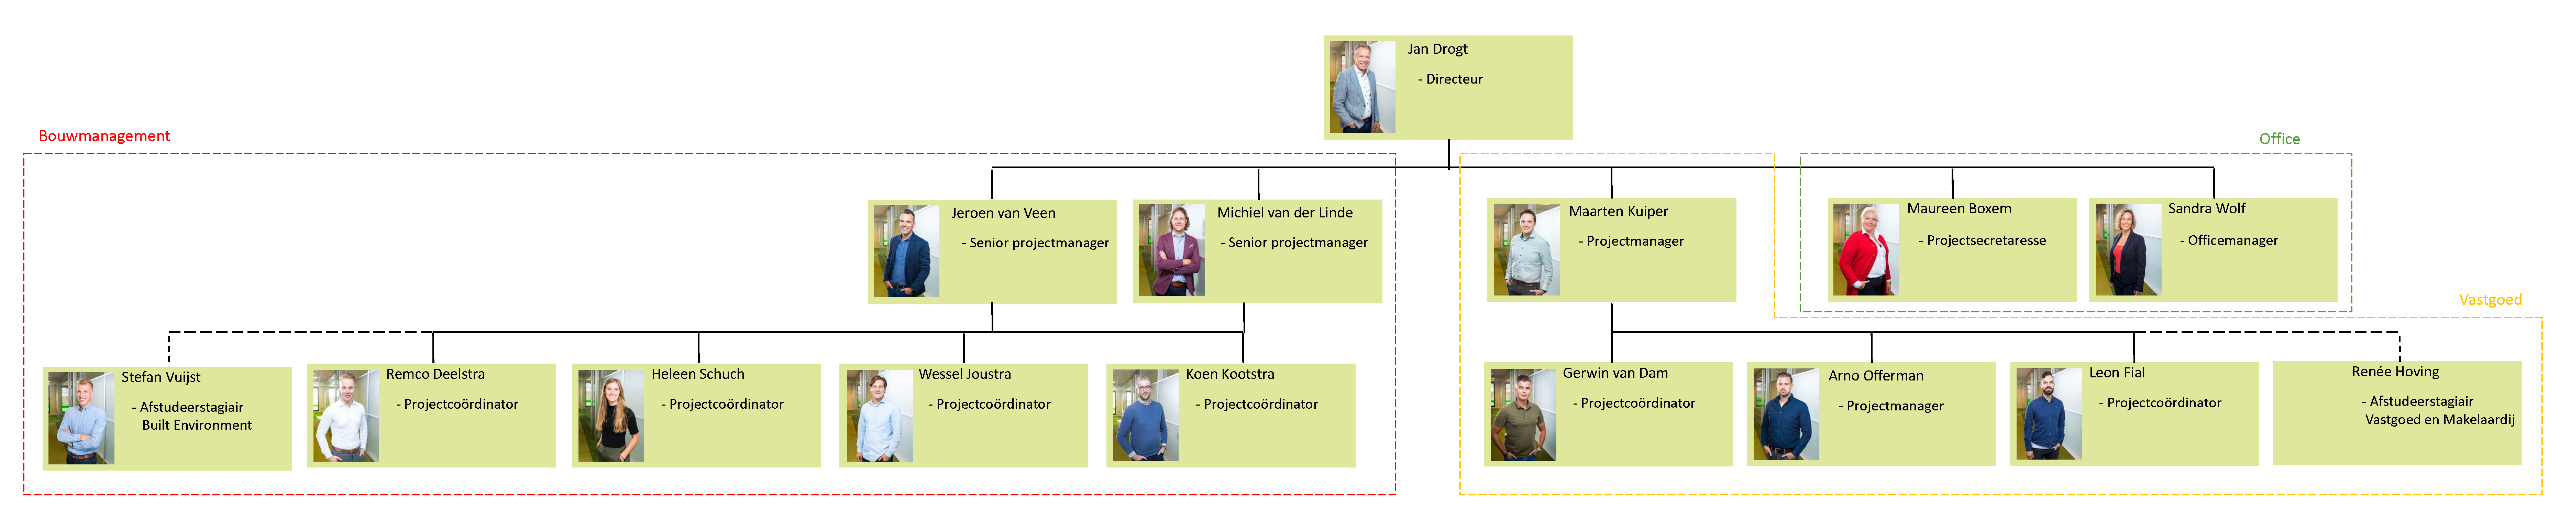 Jan Drogt
- Directeur
Bouwmanagement
Office
Jeroen van Veen
- Senior projectmanager
Michiel van der Linde
- Senior projectmanager
Maarten Kuiper
- Projectmanager
Maureen Boxem
- Projectsecretaresse
Sandra Wolf
- Officemanager
Vastgoed
Stefan Vuijst
- Afstudeerstagiair
Built Environment
Remco Deelstra
- Projectcoördinator
Heleen Schuch
- Projectcoördinator
Wessel Joustra
- Projectcoördinator
Koen Kootstra
- Projectcoördinator
Gerwin van Dam
- Projectcoördinator
Arno Offerman
- Projectmanager
Leon Fial
- Projectcoördinator
Renée Hoving
- Afstudeerstagiair
Vastgoed en Makelaardij